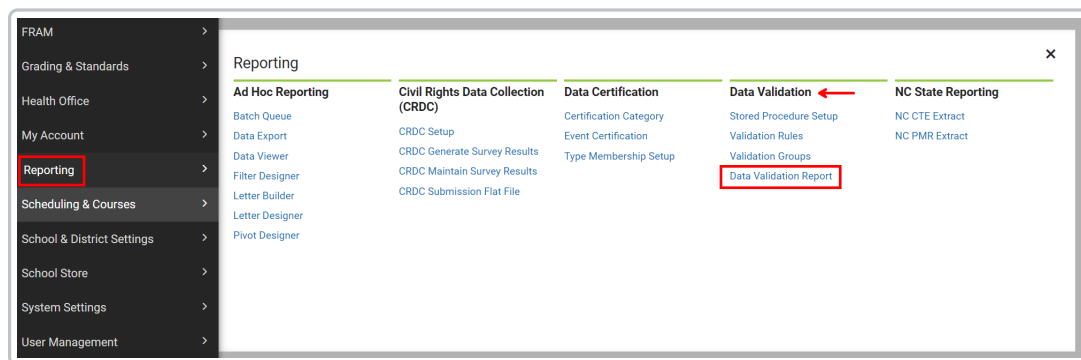 FRAM
Grading & Standards
Health Office
My Account
Reporting
Scheduling & Courses
School & District Settings
School Store
System Settings
User Management
Reporting
×
Ad Hoc Reporting
Batch Queue
Data Export
Data Viewer
Filter Designer
Letter Builder
Letter Designer
Pivot Designer
Civil Rights Data Collection
(CRDC)
CRDC Setup
CRDC Generate Survey Results
CRDC Maintain Survey Results
CRDC Submission Flat File
Data Certification
Certification Category
Event Certification
Type Membership Setup
Data Validation
Stored Procedure Setup
Validation Rules
Validation Groups
Data Validation Report
NC State Reporting
NC CTE Extract
NC PMR Extract